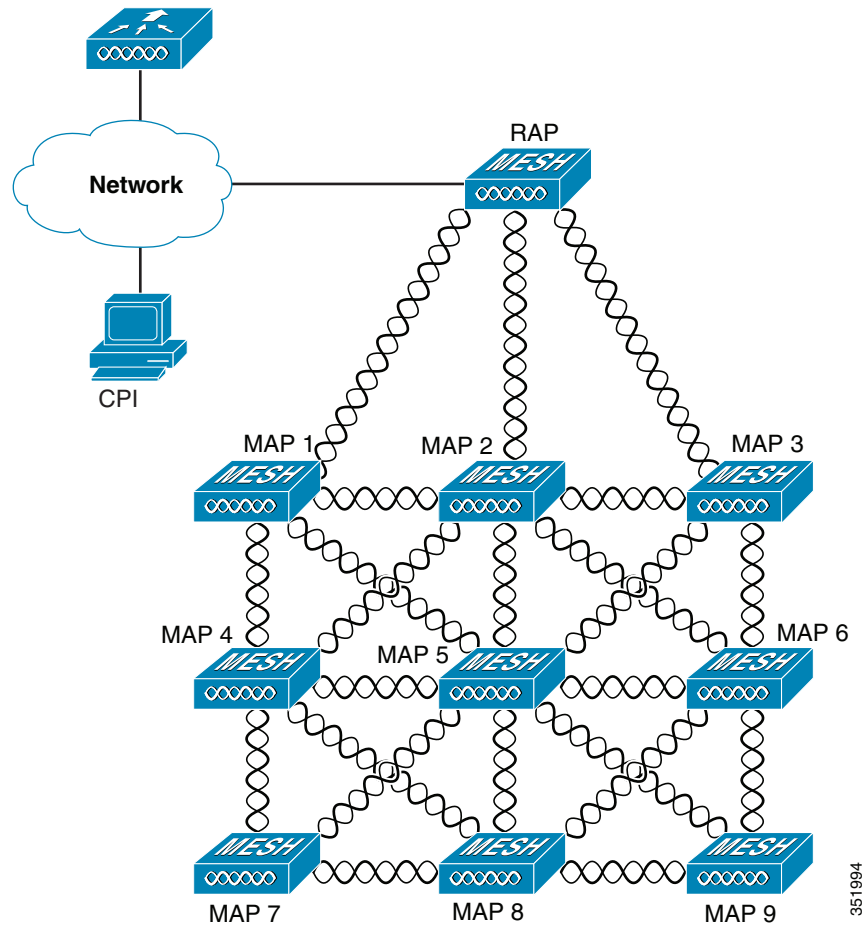 RAP
MESH
Network
CPI
MAP 1
MAP 2
MAP 3
MESH
MESH
MESH
MAP 4
MAP 5
MAP 6
MESH
MESH
MESH
MESH
MESH
MESH
MAP 7
MAP 8
MAP 9
351994